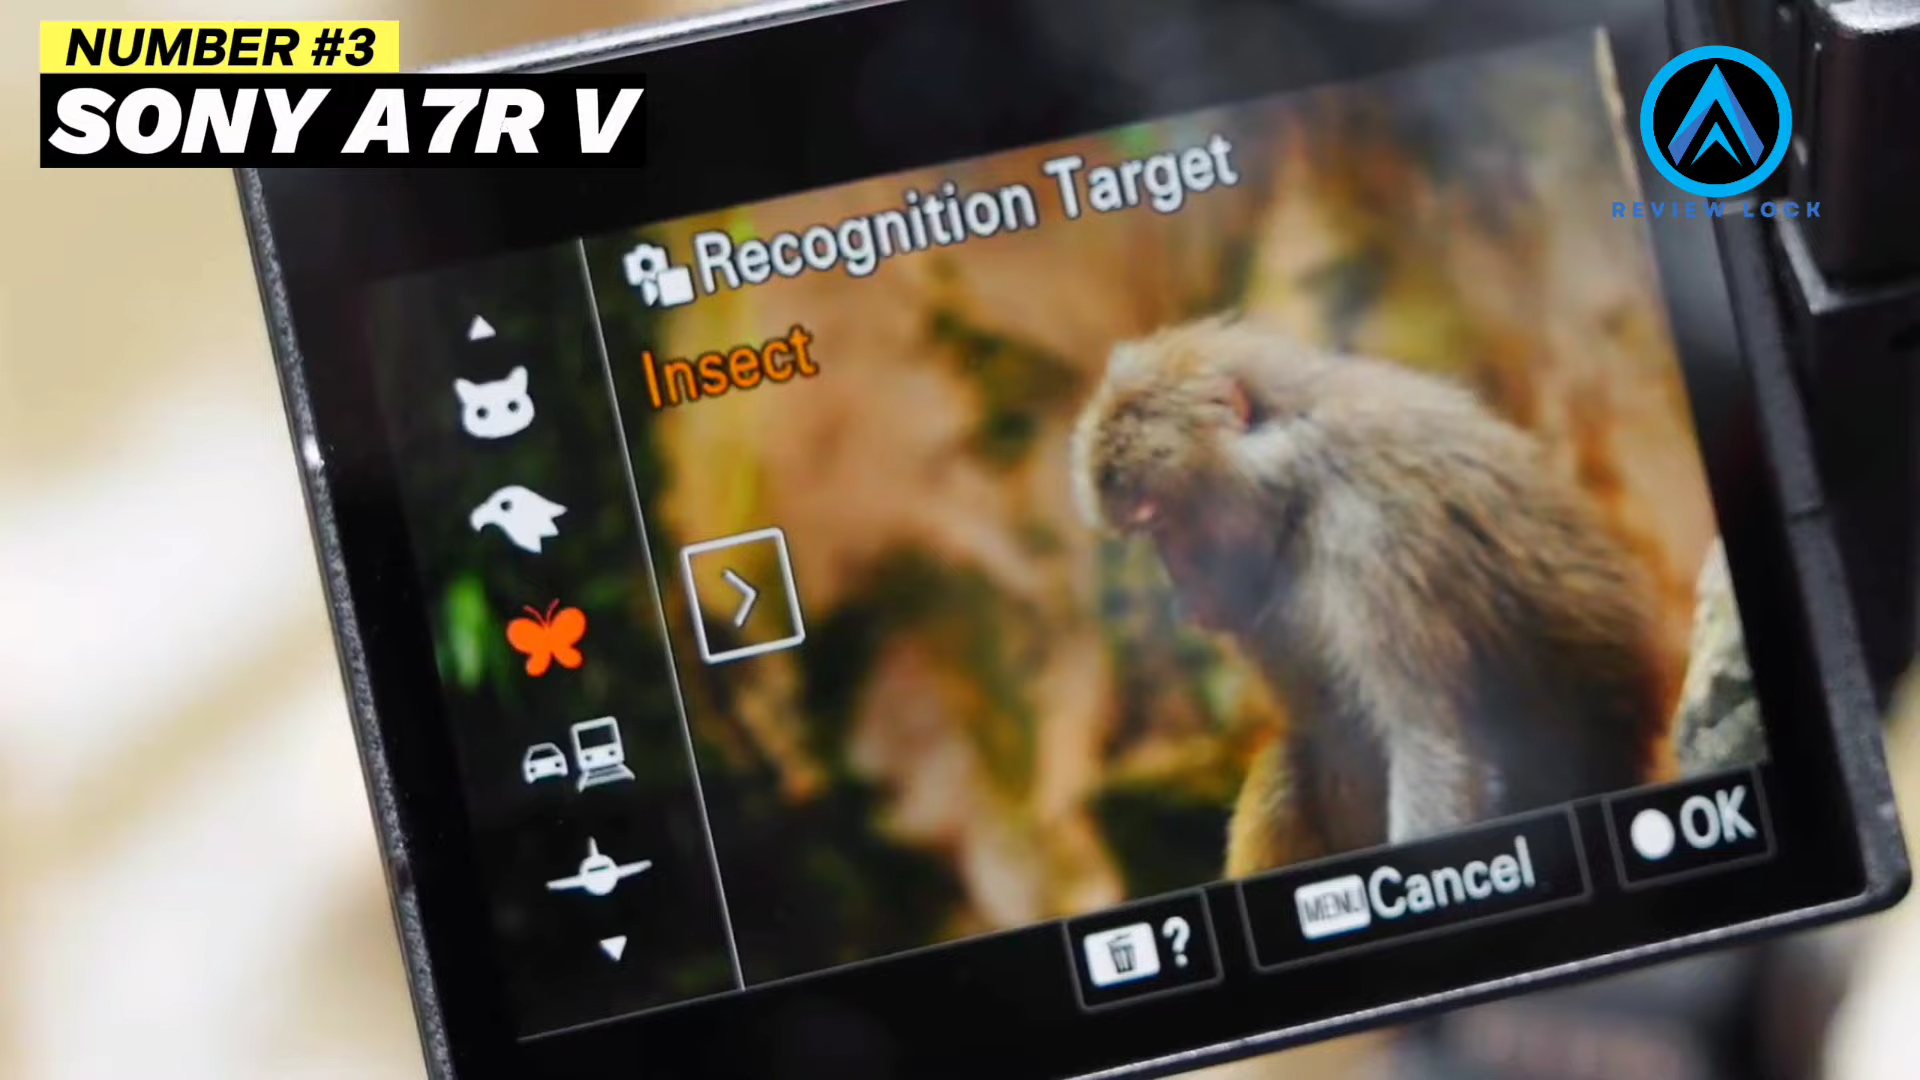 NUMBER #3
SONY A7R V
REVIEW LOCK
Recognition Target
Insect
?
MENU Cancel
OK